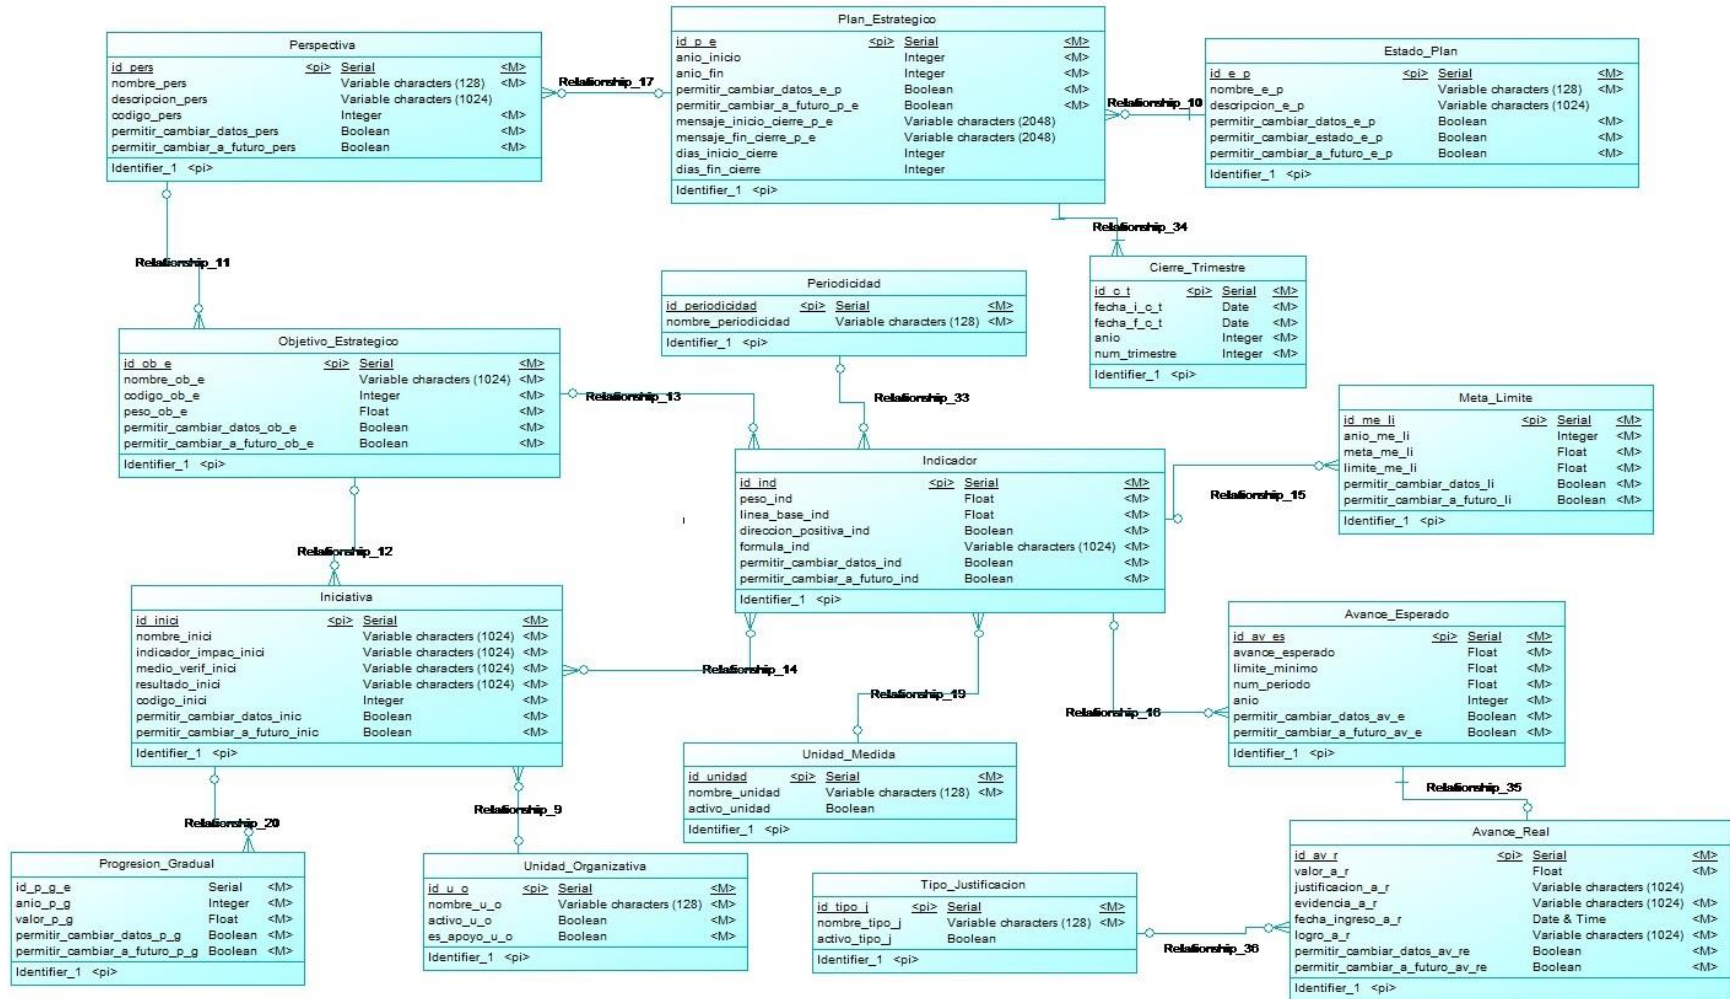 Plan_Estrategico
id_p_e <pi> Serial <M>
anio_inicio Integer <M>
anio_fin Integer <M>
permitir_cambiar_datos_e_p Boolean <M>
permitir_cambiar_a_futuro_p_e Boolean <M>
mensaje_inicio_cierre_p_e Variable characters (2048)
mensaje_fin_cierre_p_e Variable characters (2048)
dias_inicio_cierre Integer
dias_fin_cierre Integer
Identifier_1 <pi>
Perspectiva
id_pers <pi> Serial <M>
nombre_pers Variable characters (128) <M>
descripcion_pers Variable characters (1024)
codigo_pers Integer <M>
permitir_cambiar_datos_pers Boolean <M>
permitir_cambiar_a_futuro_pers Boolean <M>
Identifier_1 <pi>
Relationship_17
Estado_Plan
id_e_p <pi> Serial <M>
nombre_e_p Variable characters (128) <M>
descripcion_e_p Variable characters (1024)
permitir_cambiar_datos_e_p Boolean <M>
permitir_cambiar_estado_e_p Boolean <M>
permitir_cambiar_a_futuro_e_p Boolean <M>
Identifier_1 <pi>
Relationship_10
Relationship_34
Relationship_11
Cierre_Trimestre
id_c_t <pi> Serial <M>
fecha_i_c_t Date <M>
fecha_f_c_t Date <M>
anio Integer <M>
num_trimestre Integer <M>
Identifier_1 <pi>
Periodicidad
id_periodicidad <pi> Serial <M>
nombre_periodicidad Variable characters (128) <M>
Identifier_1 <pi>
Objetivo_Estrategico
id_ob_e <pi> Serial <M>
nombre_ob_e Variable characters (1024) <M>
codigo_ob_e Integer <M>
peso_ob_e Float <M>
permitir_cambiar_datos_ob_e Boolean <M>
permitir_cambiar_a_futuro_ob_e Boolean <M>
Identifier_1 <pi>
Relationship_13
Relationship_33
Meta_Limite
id_me_li <pi> Serial <M>
anio_me_li Integer <M>
meta_me_li Float <M>
limite_me_li Float <M>
permitir_cambiar_datos_li Boolean <M>
permitir_cambiar_a_futuro_li Boolean <M>
Identifier_1 <pi>
Relationship_15
Indicador
id_ind <pi> Serial <M>
peso_ind Float <M>
linea_base_ind Float <M>
direccion_positiva_ind Boolean <M>
formula_ind Variable characters (1024) <M>
permitir_cambiar_datos_ind Boolean <M>
permitir_cambiar_a_futuro_ind Boolean <M>
Identifier_1 <pi>
Relationship_12
Iniciativa
id_inici <pi> Serial <M>
nombre_inici Variable characters (1024) <M>
indicador_impac_inici Variable characters (1024) <M>
medio_verif_inici Variable characters (1024) <M>
resultado_inici Variable characters (1024) <M>
codigo_inici Integer <M>
permitir_cambiar_datos_inic Boolean <M>
permitir_cambiar_a_futuro_inic Boolean <M>
Identifier_1 <pi>
Relationship_14
Relationship_19
Relationship_16
Avance_Esperado
id_av_es <pi> Serial <M>
avance_esperado Float <M>
limite_minimo Float <M>
num_periodo Float <M>
anio Integer <M>
permitir_cambiar_datos_av_e Boolean <M>
permitir_cambiar_a_futuro_av_e Boolean <M>
Identifier_1 <pi>
Unidad_Medida
id_unidad <pi> Serial <M>
nombre_unidad Variable characters (128) <M>
activo_unidad Boolean
Identifier_1 <pi>
Relationship_35
Relationship_9
Relationship_20
Progresion_Gradual
id_p_g_e Serial <M>
anio_p_g Integer <M>
valor_p_g Float <M>
permitir_cambiar_datos_p_g Boolean <M>
permitir_cambiar_a_futuro_p_g Boolean <M>
Identifier_1 <pi>
Unidad_Organizativa
id_u_o <pi> Serial <M>
nombre_u_o Variable characters (128) <M>
activo_u_o Boolean <M>
es_apoyo_u_o Boolean <M>
Identifier_1 <pi>
Tipo_Justificacion
id_tipo_j <pi> Serial <M>
nombre_tipo_j Variable characters (128) <M>
activo_tipo_j Boolean
Identifier_1 <pi>
Relationship_36
Avance_Real
id_av_r <pi> Serial <M>
valor_a_r Float <M>
justificacion_a_r Variable characters (1024)
evidencia_a_r Variable characters (1024) <M>
fecha_ingreso_a_r Date & Time <M>
logro_a_r Variable characters (1024) <M>
permitir_cambiar_datos_av_re Boolean <M>
permitir_cambiar_a_futuro_av_re Boolean <M>
Identifier_1 <pi>